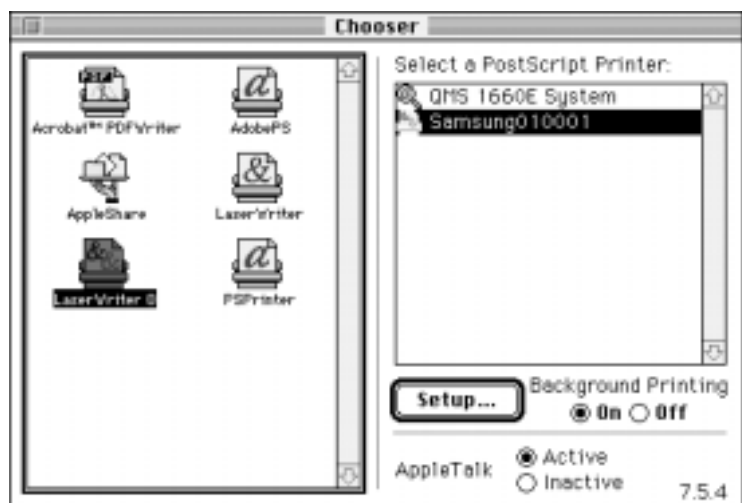 Chooser
Acrobat™ PDFWriter
AdobePS
AppleShare
LaserWriter
LaserWriter 8
PSPrinter
Select a PostScript Printer:
QMS 1660E System
Samsung010001
Setup...
Background Printing
On Off
AppleTalk
Active
Inactive
7.5.4